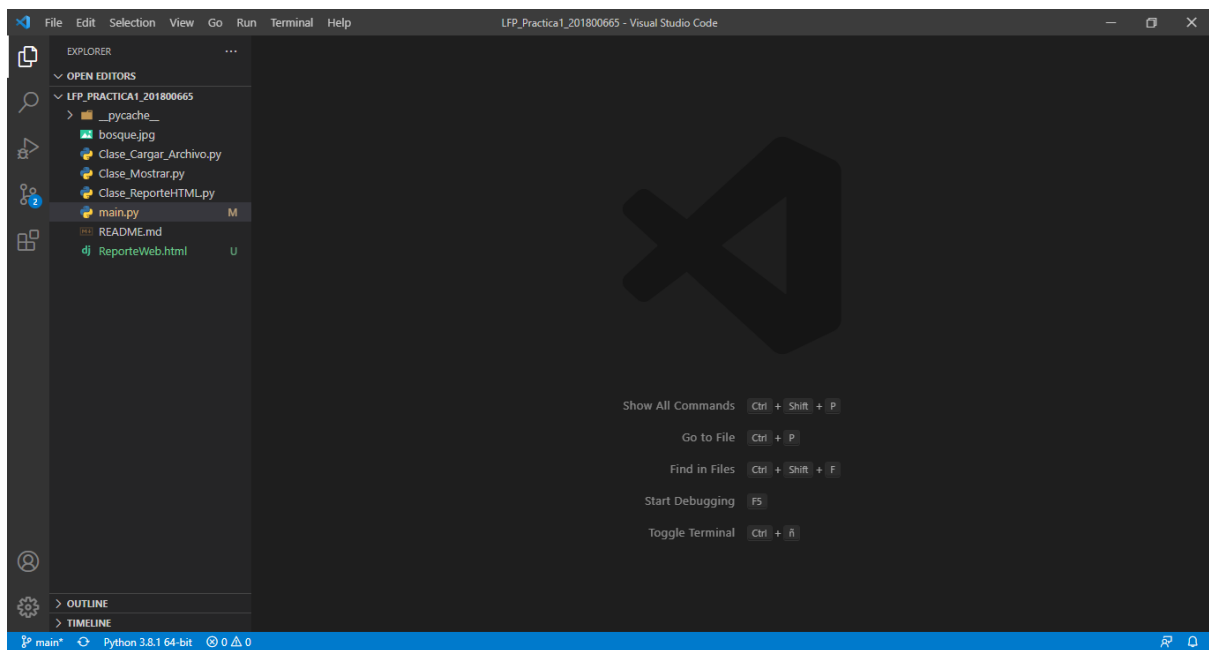 File Edit Selection View Go Run Terminal Help LFP_Practica1_201800665 - Visual Studio Code
EXPLORER ...
OPEN EDITORS
LFP_PRACTICA1_201800665
__pycache__
bosque.jpg
Clase_Cargar_Archivo.py
Clase_Mostrar.py
Clase_ReporteHTML.py
main.py M
README.md
dj ReporteWeb.html U
2
Show All Commands Ctrl + Shift + P
Go to File Ctrl + P
Find in Files Ctrl + Shift + F
Start Debugging F5
Toggle Terminal Ctrl + ñ
OUTLINE
TIMELINE
main* Python 3.8.1 64-bit 0 0